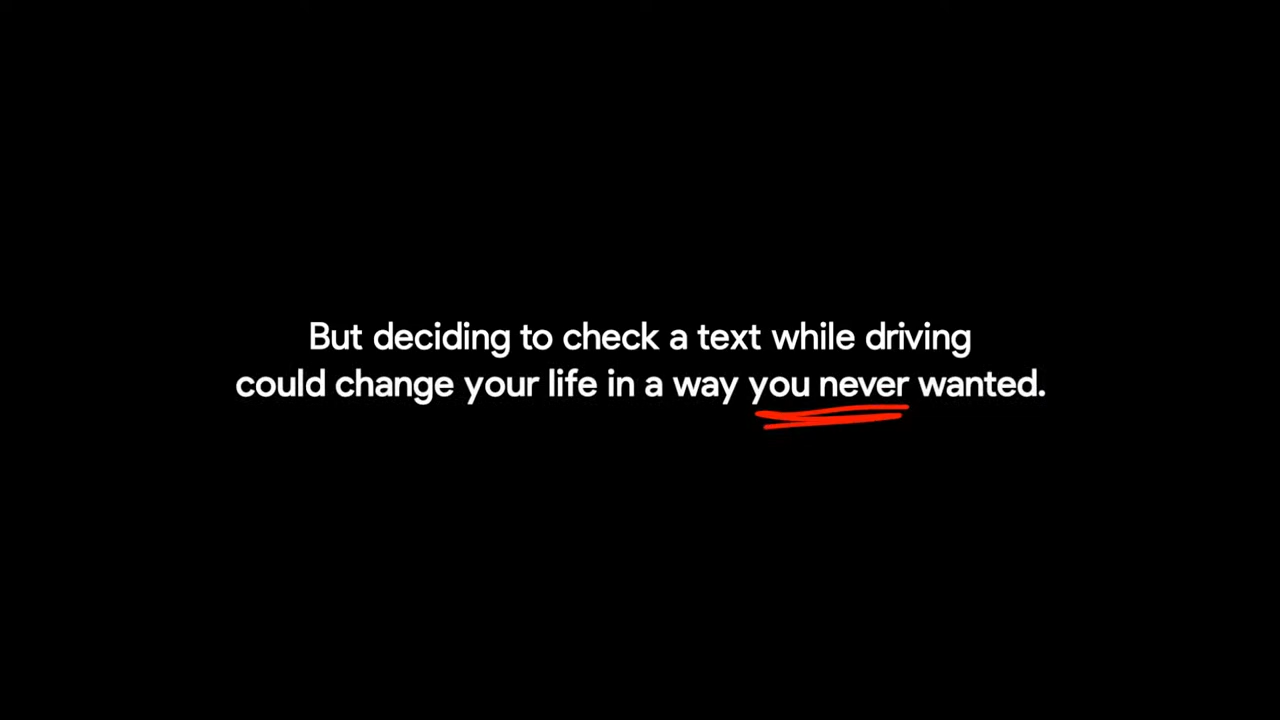 But deciding to check a text while driving
could change your life in a way you never wanted.